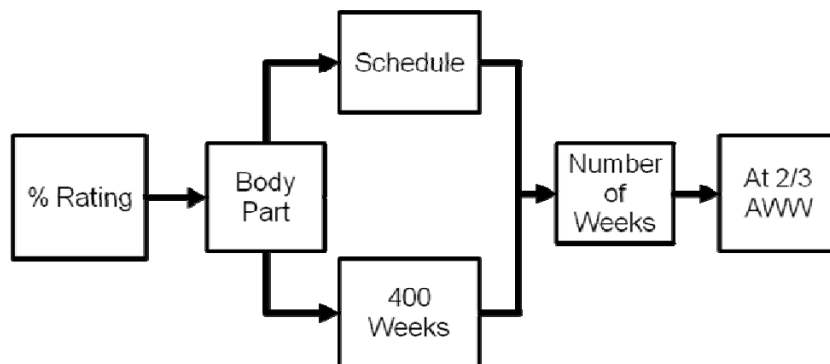 % Rating
Body
Part
Schedule
400
Weeks
Number
of
Weeks
At 2/3
AWW